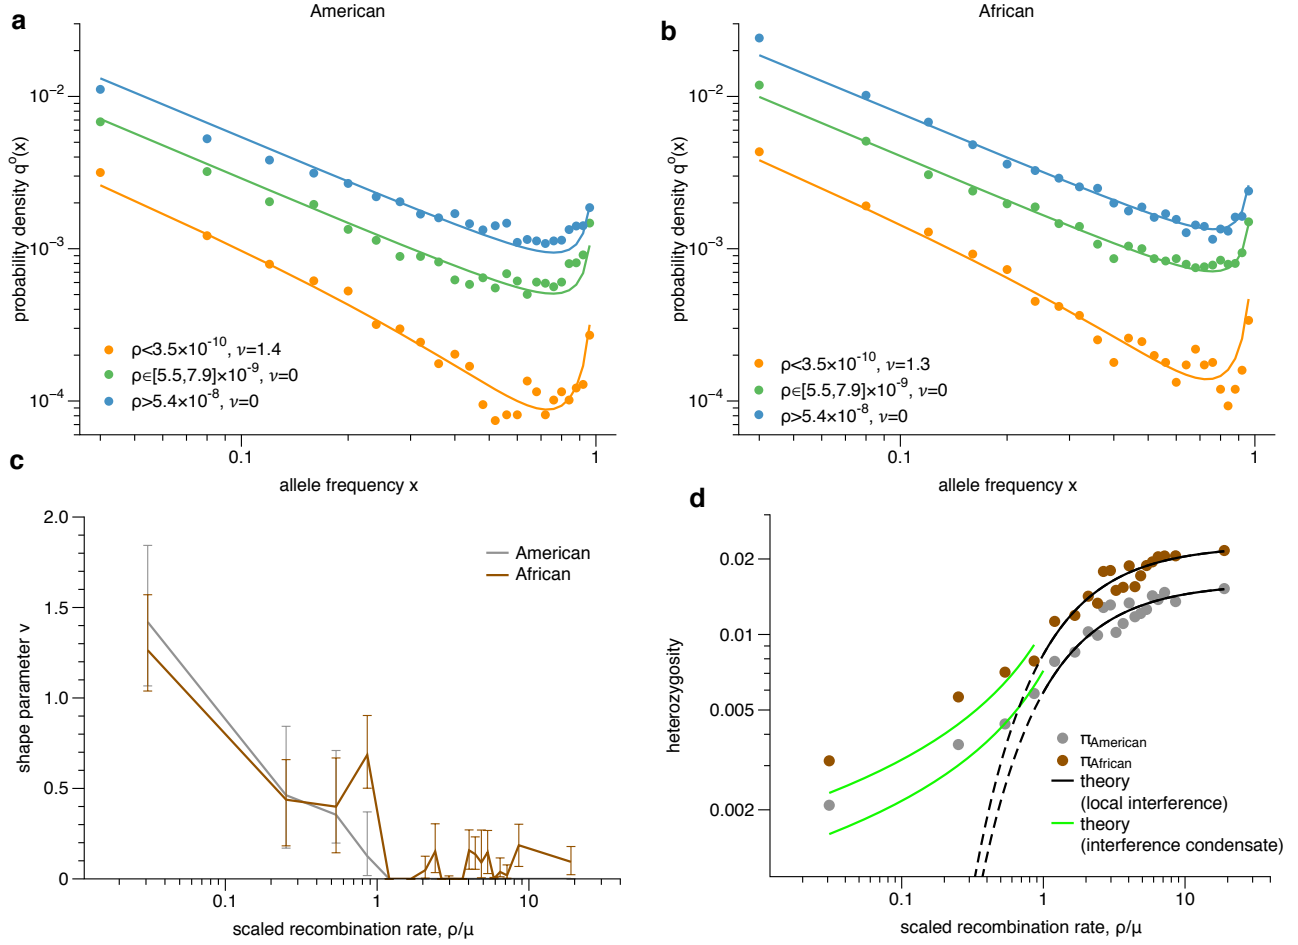 a
American
probability density qº(x)
10⁻²
10⁻³
10⁻⁴
ρ<3.5×10⁻¹⁰, ν=1.4
ρ∈[5.5,7.9]×10⁻⁹, ν=0
ρ>5.4×10⁻⁸, ν=0
0.1
1
allele frequency x
b
African
probability density qº(x)
10⁻²
10⁻³
10⁻⁴
ρ<3.5×10⁻¹⁰, ν=1.3
ρ∈[5.5,7.9]×10⁻⁹, ν=0
ρ>5.4×10⁻⁸, ν=0
0.1
1
allele frequency x
c
shape parameter ν
2.0
1.5
1.0
0.5
0
American
African
0.1
1
10
scaled recombination rate, ρ/μ
d
heterozygosity
0.02
0.01
0.005
0.002
π American
π African
theory
(local interference)
theory
(interference condensate)
0.1
1
10
scaled recombination rate, ρ/μ